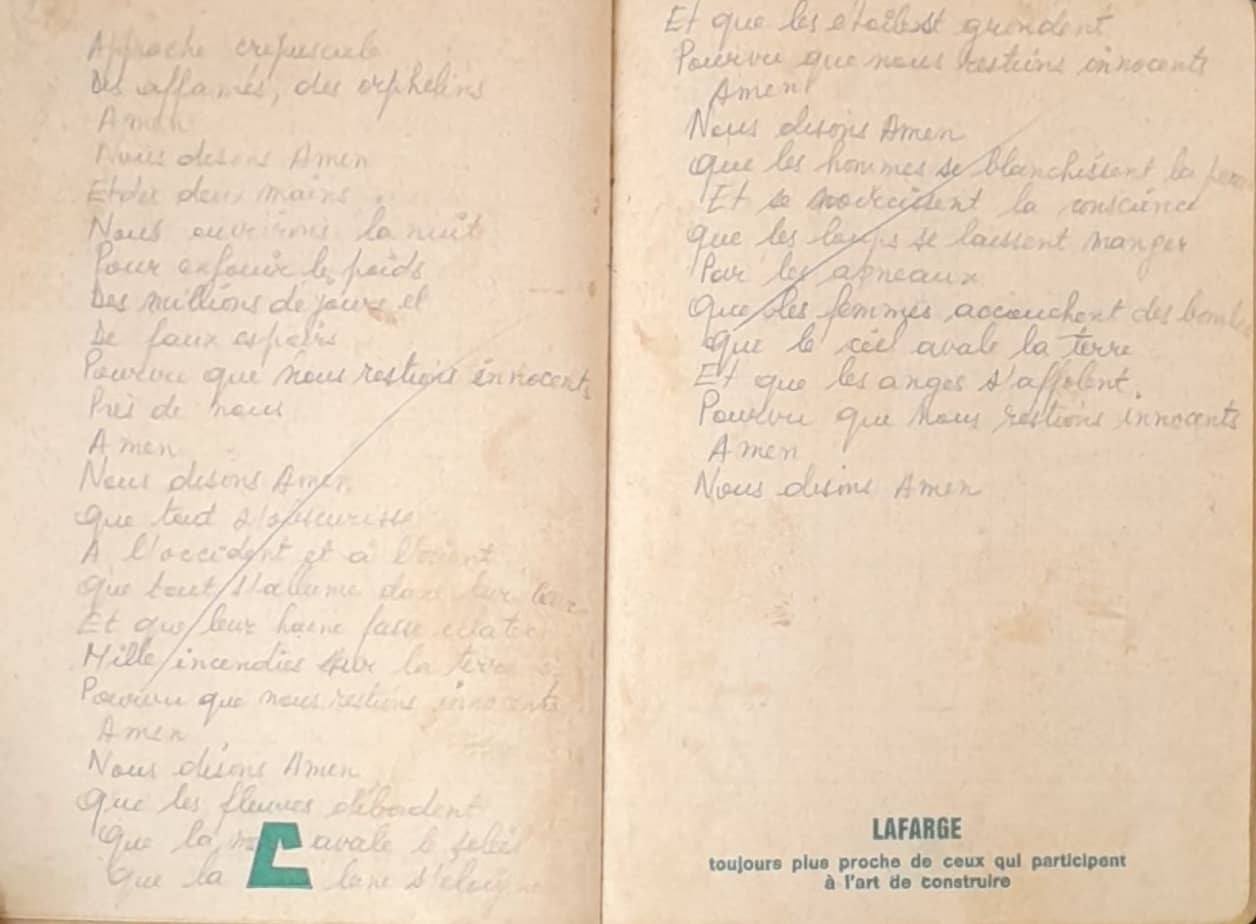 Approche crepuscule
Des affamés, des orphelins
Amen
Nous disons Amen
Et des deux mains
Nous ouvrirons la nuit
Pour enfouir le poids
Des millions de jours et
De faux espoirs
Pourvu que nous restions innocents
Près de nous
Amen
Nous disons Amen
Que tout s'obscurisse
A l'occident et à l'orient
Que tout s'allume dans leur
Et que leur haine fasse éclater
Mille incendies sur la terre
Pourvu que nous restions innocents
Amen
Nous disons Amen
Que les fleuves débordent
Que la avale le soleil
Que la lune s'eloigne
Et que les étoiles grondent
Pourvu que nous restions innocents
Amen
Nous disons Amen
Que les hommes se blanchissent la
Et se noircissent la conscience
Que les loups se laissent manger
Par les agneaux
Que les femmes accouchent des
Que le ciel avale la terre
Et que les anges s'affolent.
Pourvu que nous restions innocents
Amen
Nous disons Amen
LAFARGE
toujours plus proche de ceux qui participent
à l'art de construire